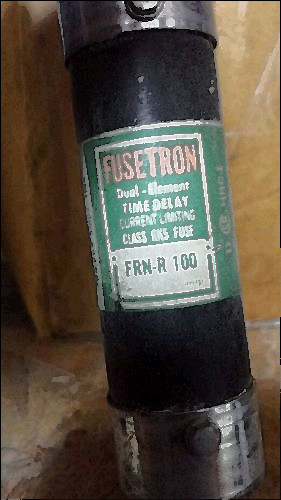 FUSETRON
Dual-Element
TIME DELAY
CURRENT LIMITING
CLASS RK5 FUSE
FRN-R 100